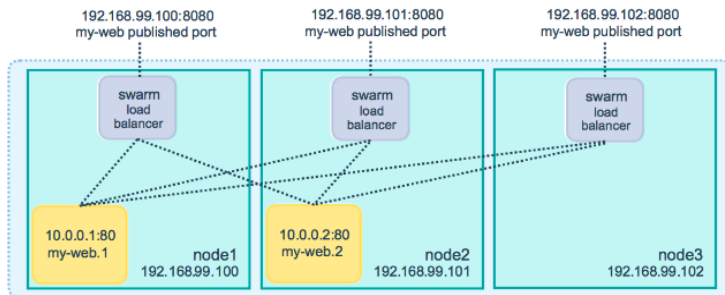 192.168.99.100:8080
my-web published port
192.168.99.101:8080
my-web published port
192.168.99.102:8080
my-web published port
swarm
load
balancer
swarm
load
balancer
swarm
load
balancer
10.0.0.1:80
my-web.1
node1
192.168.99.100
10.0.0.2:80
my-web.2
node2
192.168.99.101
node3
192.168.99.102